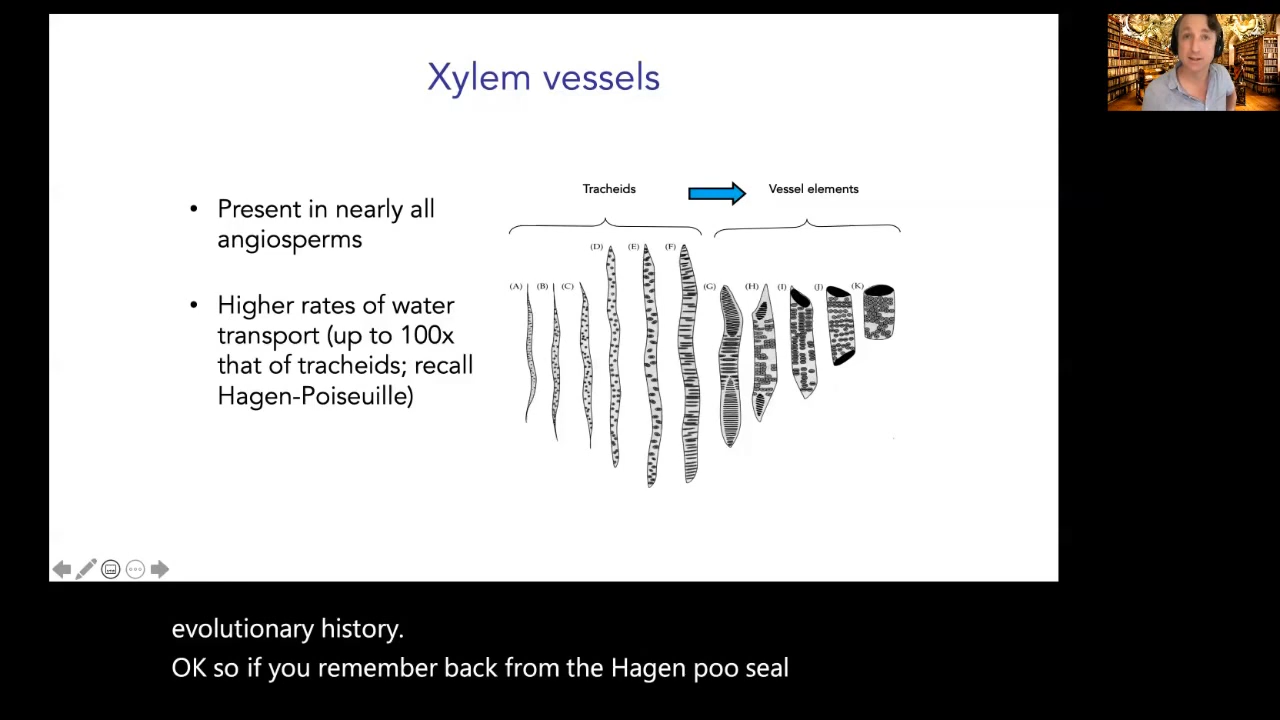 Xylem vessels
• Present in nearly all
angiosperms
• Higher rates of water
transport (up to 100x
that of tracheids; recall
Hagen-Poiseuille)
Tracheids
Vessel elements
(A) (B) (C) (D) (E) (F) (G) (H) (I) (J) (K)
evolutionary history.
OK so if you remember back from the Hagen poo seal